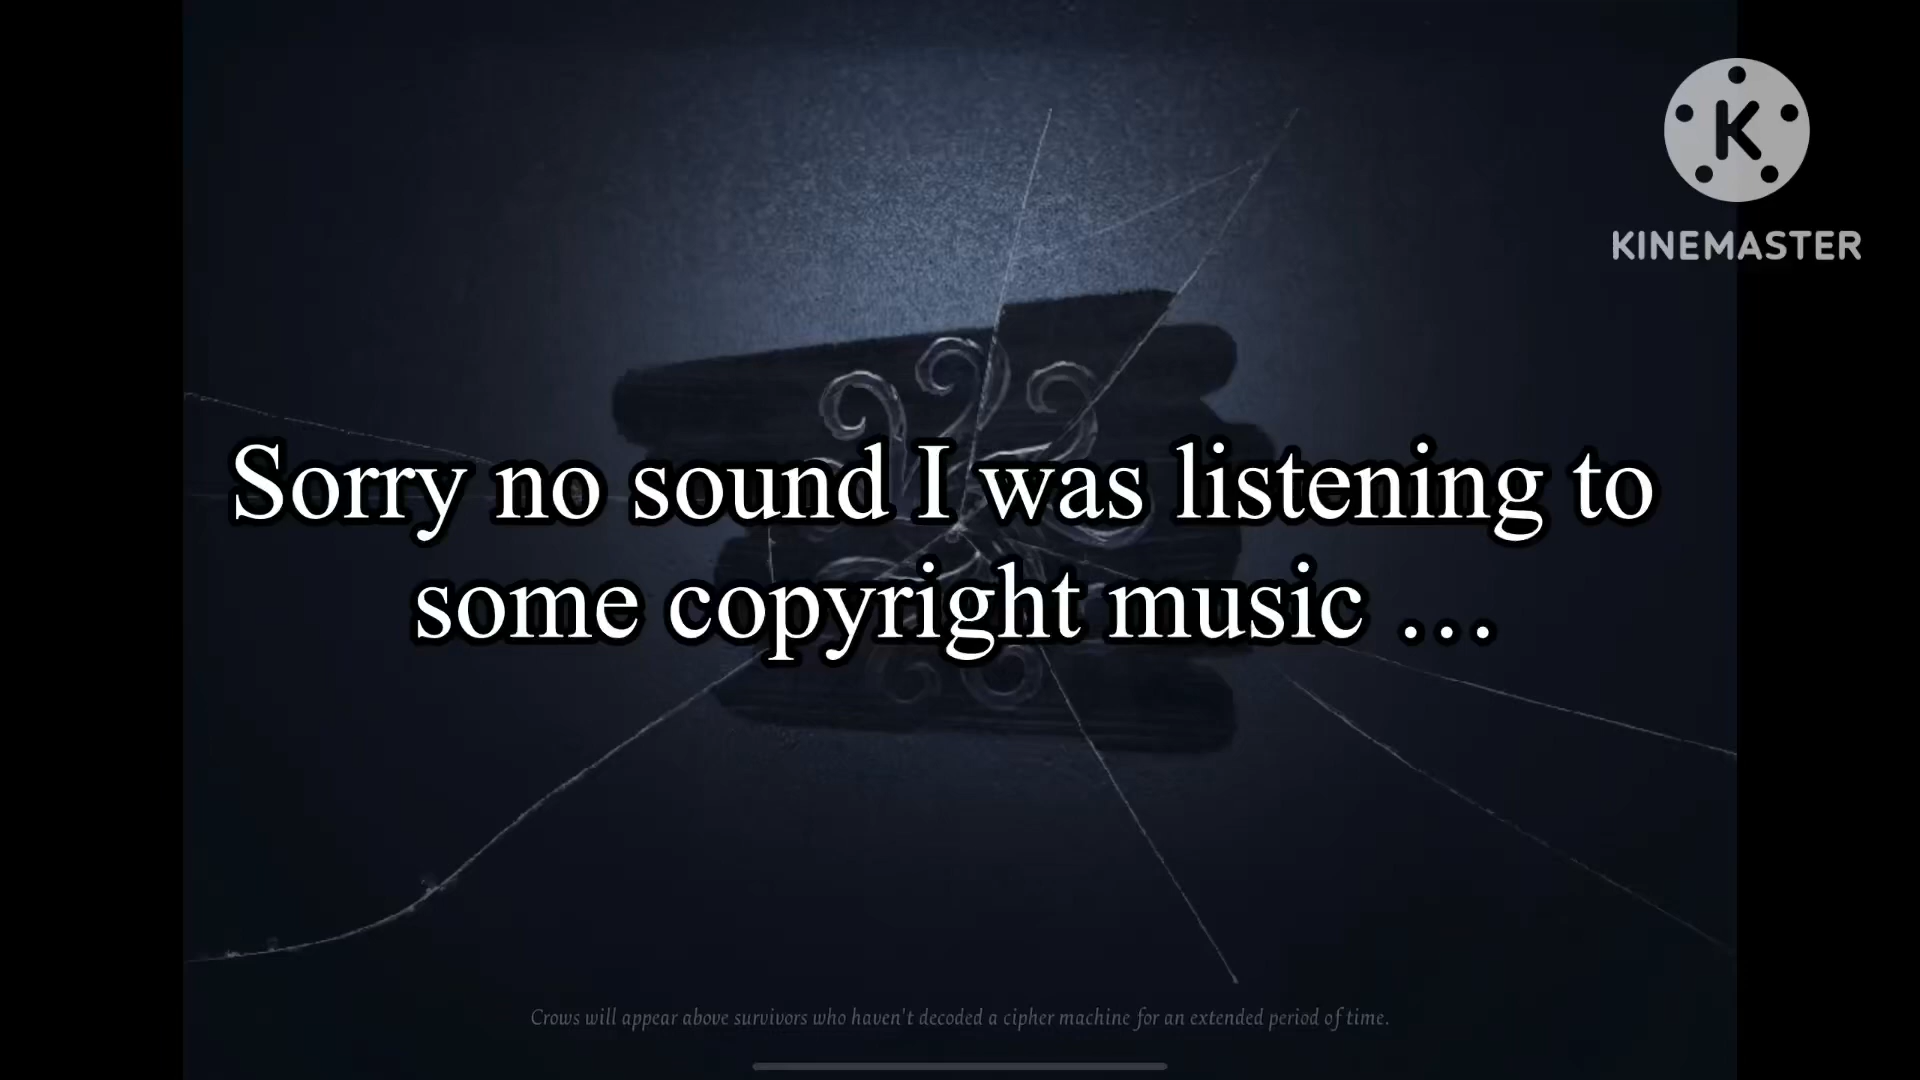 K
KINEMASTER
Sorry no sound I was listening to
some copyright music …
Crows will appear above survivors who haven't decoded a cipher machine for an extended period of time.